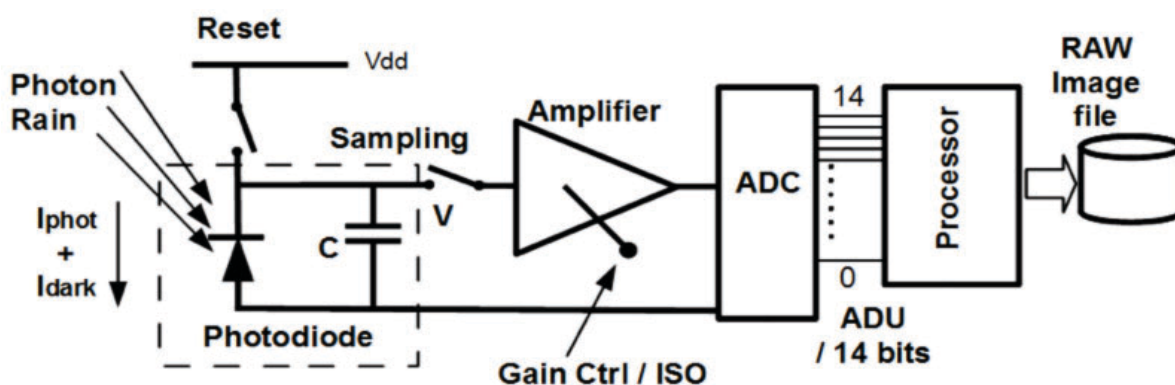 Reset
Vdd
Photon
Rain
Sampling
Amplifier
V
C
Iphot
+
Idark
Photodiode
Gain Ctrl / ISO
ADC
14
0
ADU
/ 14 bits
Processor
RAW
Image
file